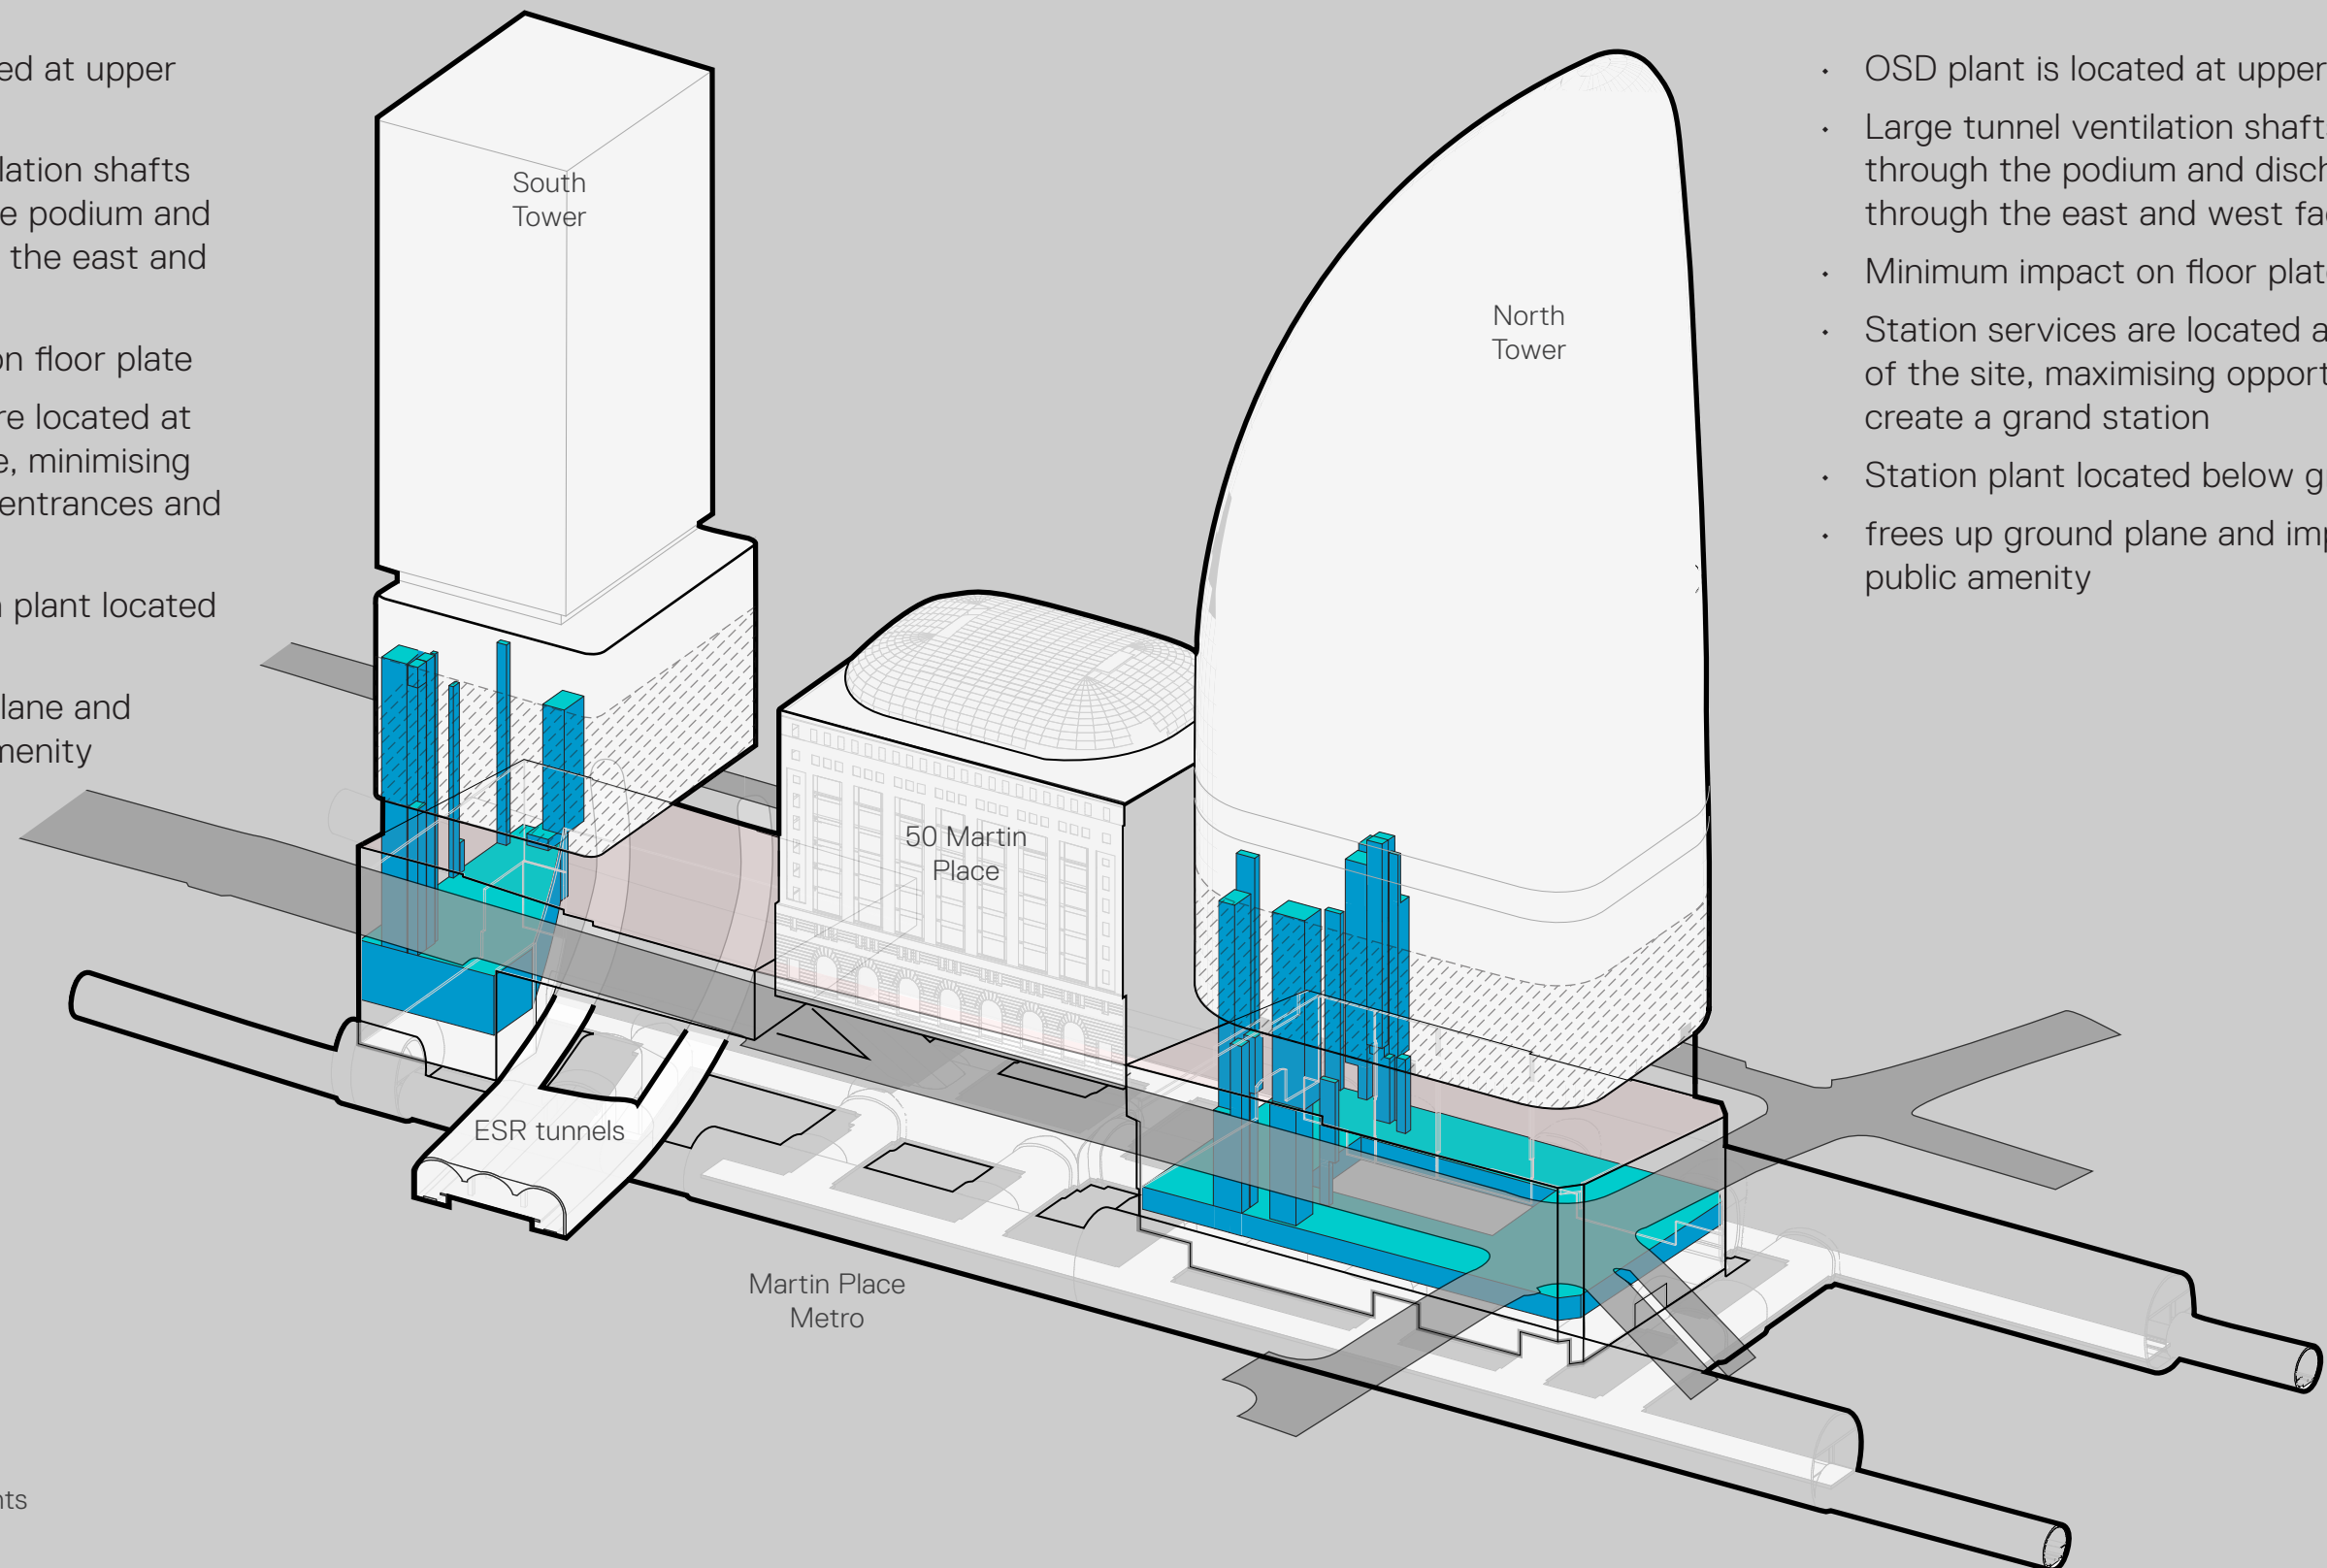 ed at upper
lation shafts
e podium and
the east and
on floor plate
re located at
e, minimising
entrances and
plant located
lane and
menity
South
Tower
North
Tower
50 Martin
Place
ESR tunnels
Martin Place
Metro
• OSD plant is located at upper
• Large tunnel ventilation shaft
through the podium and disch
through the east and west fa
• Minimum impact on floor plat
• Station services are located a
of the site, maximising opport
create a grand station
• Station plant located below g
• frees up ground plane and imp
public amenity
nts